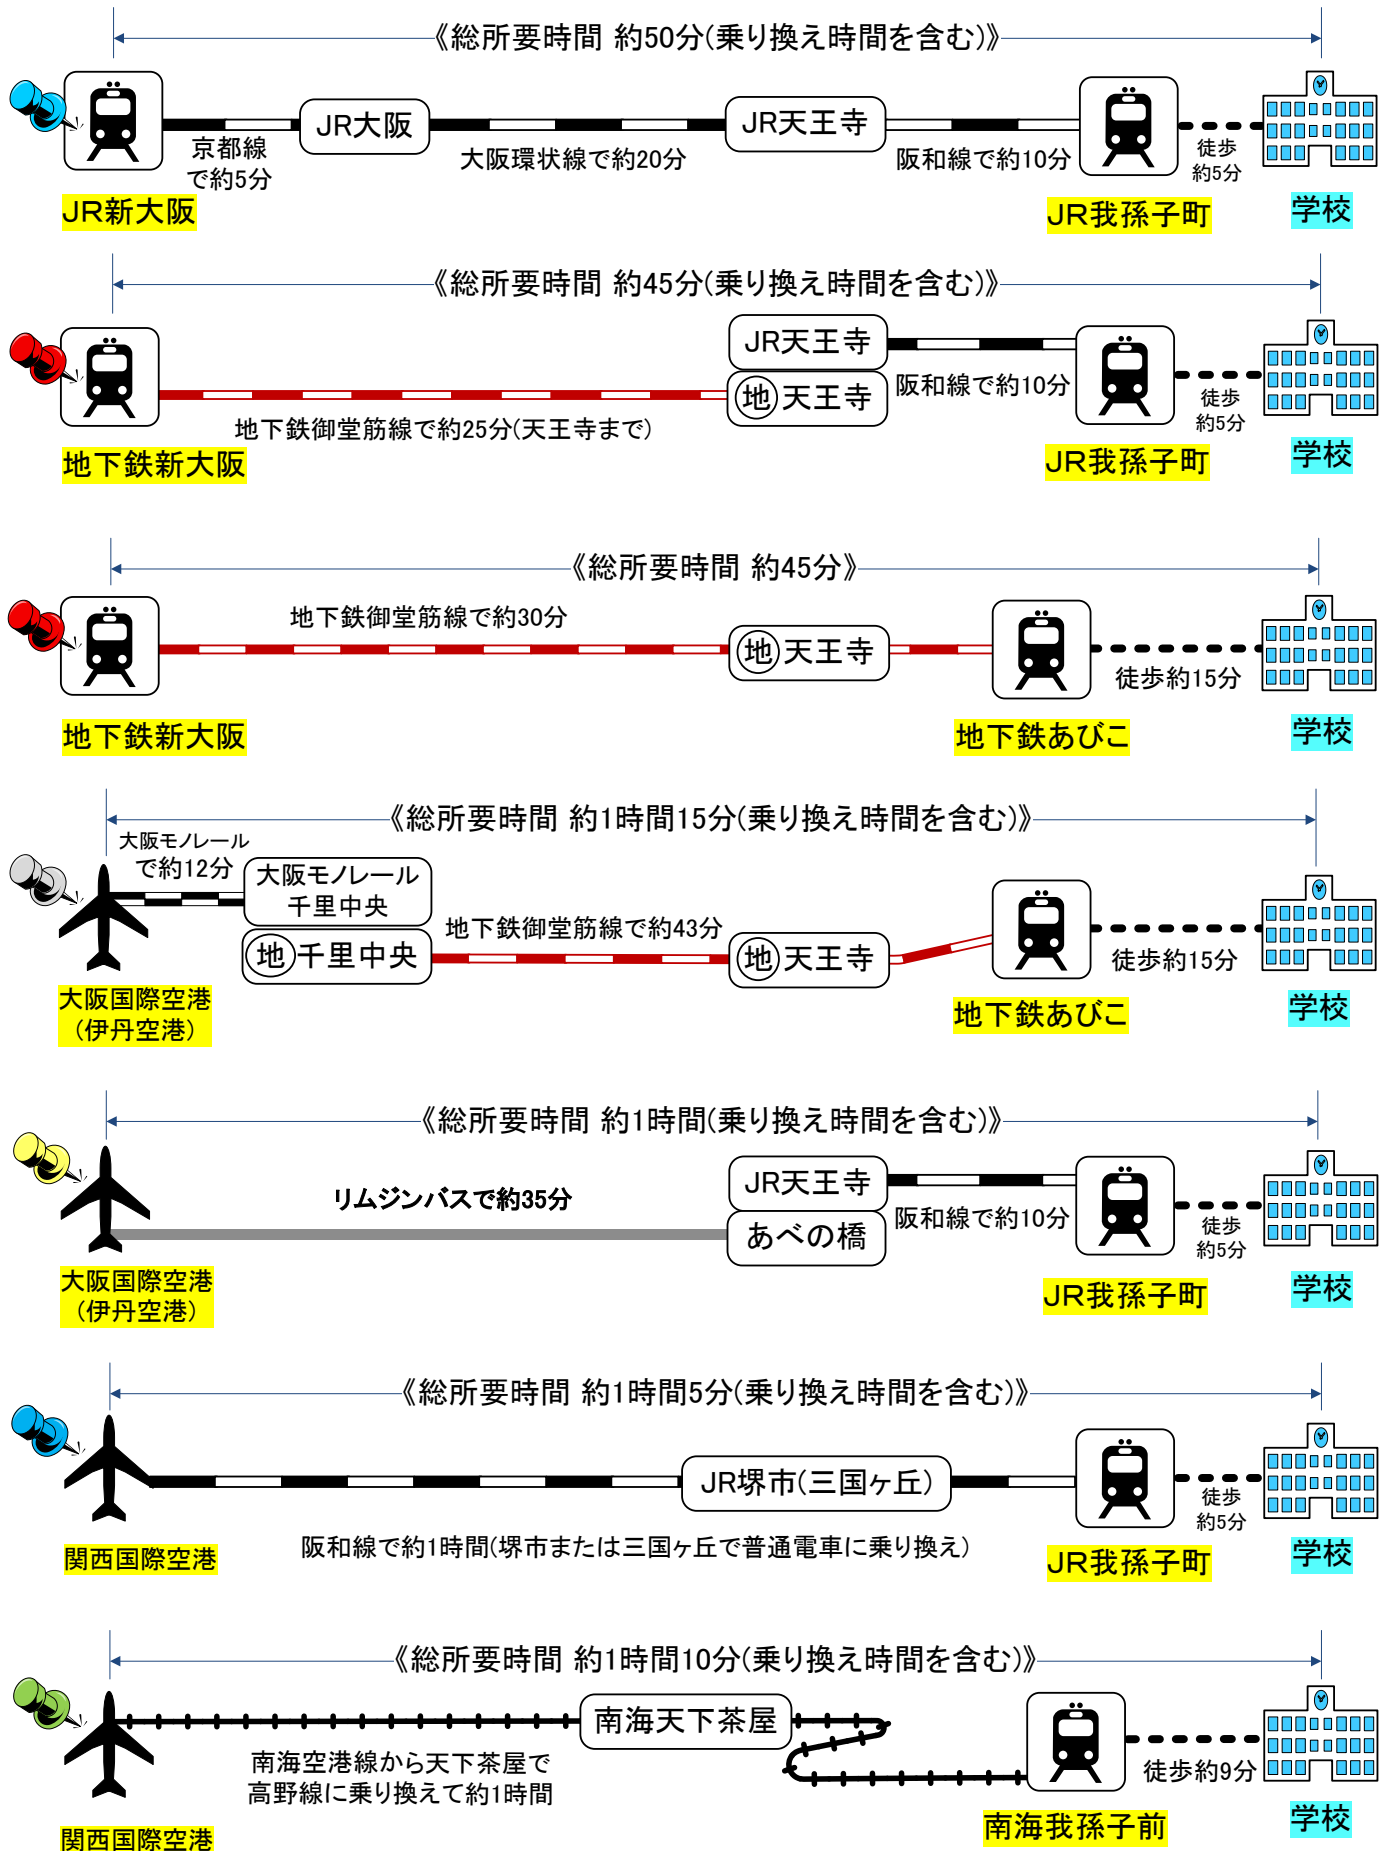 《総所要時間 約50分(乗り換え時間を含む)》
JR大阪
JR天王寺
京都線
で約5分
大阪環状線で約20分
阪和線で約10分
徒歩
約5分
JR新大阪
JR我孫子町
学校
《総所要時間 約45分(乗り換え時間を含む)》
JR天王寺
地 天王寺
阪和線で約10分
徒歩
約5分
地下鉄御堂筋線で約25分(天王寺まで)
地下鉄新大阪
JR我孫子町
学校
《総所要時間 約45分》
地下鉄御堂筋線で約30分
地 天王寺
徒歩約15分
地下鉄新大阪
地下鉄あびこ
学校
《総所要時間 約1時間15分(乗り換え時間を含む)》
大阪モノレール
で約12分
大阪モノレール
千里中央
地 千里中央
地下鉄御堂筋線で約43分
地 天王寺
徒歩約15分
大阪国際空港
(伊丹空港)
地下鉄あびこ
学校
《総所要時間 約1時間(乗り換え時間を含む)》
リムジンバスで約35分
JR天王寺
あべの橋
阪和線で約10分
徒歩
約5分
大阪国際空港
(伊丹空港)
JR我孫子町
学校
《総所要時間 約1時間5分(乗り換え時間を含む)》
JR堺市(三国ヶ丘)
徒歩
約5分
阪和線で約1時間(堺市または三国ヶ丘で普通電車に乗り換え)
関西国際空港
JR我孫子町
学校
《総所要時間 約1時間10分(乗り換え時間を含む)》
南海天下茶屋
南海空港線から天下茶屋で
高野線に乗り換えて約1時間
徒歩約9分
関西国際空港
南海我孫子前
学校